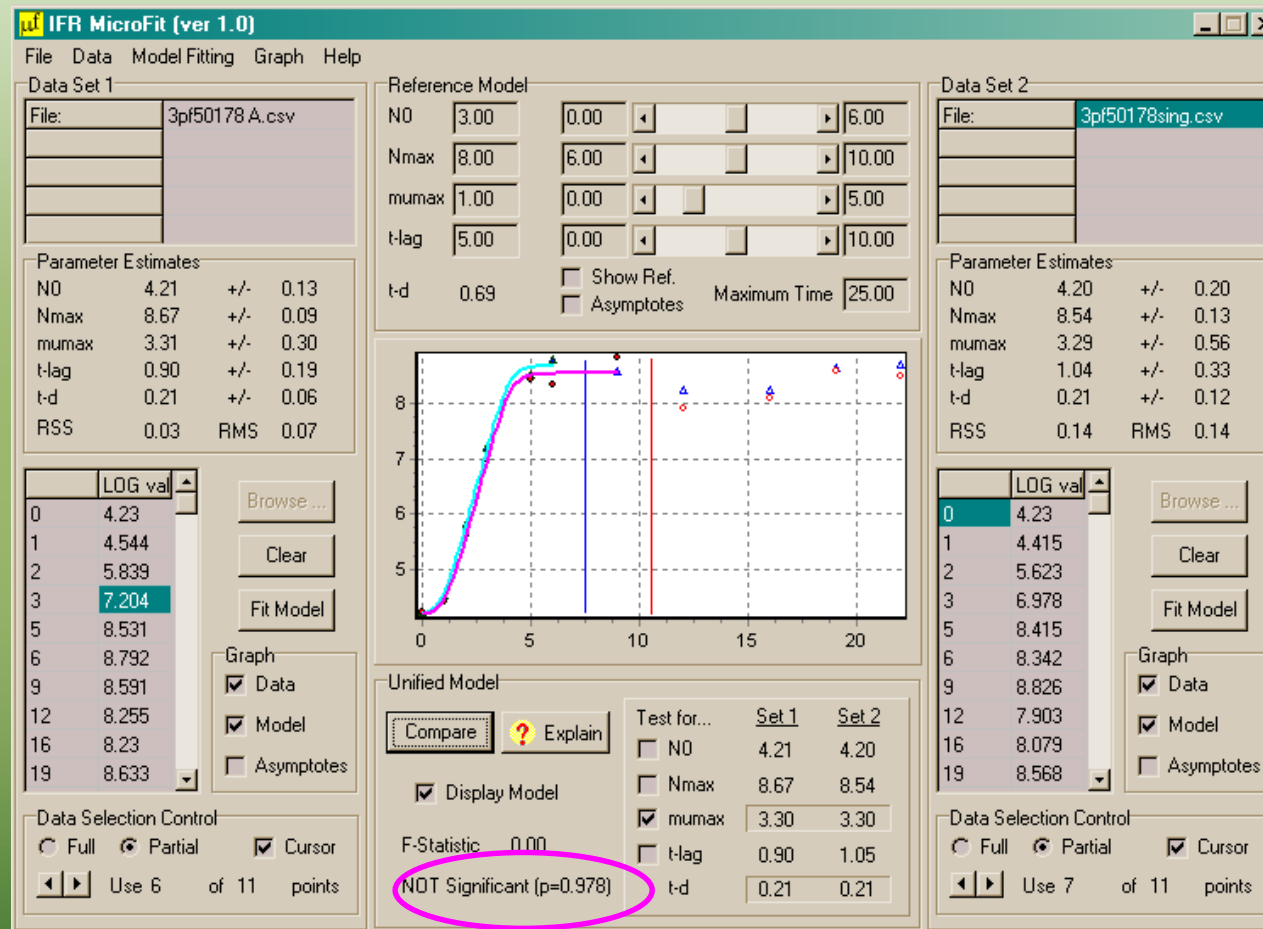 µf IFR MicroFit (ver 1.0)
File Data Model Fitting Graph Help
Data Set 1
File: 3pf50178 A.csv
Parameter Estimates
N0 4.21 +/- 0.13
Nmax 8.67 +/- 0.09
mumax 3.31 +/- 0.30
t-lag 0.90 +/- 0.19
t-d 0.21 +/- 0.06
RSS 0.03 RMS 0.07
LOG val
0 4.23
1 4.544
2 5.839
3 7.204
5 8.531
6 8.792
9 8.591
12 8.255
16 8.23
19 8.633
Browse ...
Clear
Fit Model
Graph
Data
Model
Asymptotes
Data Selection Control
Full Partial Cursor
Use 6 of 11 points
Reference Model
N0 3.00 0.00 6.00
Nmax 8.00 6.00 10.00
mumax 1.00 0.00 5.00
t-lag 5.00 0.00 10.00
t-d 0.69
Show Ref.
Asymptotes
Maximum Time 25.00
8
7
6
5
0 5 10 15 20
Unified Model
Compare
? Explain
Display Model
F-Statistic 0.00
NOT Significant (p=0.978)
Test for... Set 1 Set 2
N0 4.21 4.20
Nmax 8.67 8.54
mumax 3.30 3.30
t-lag 0.90 1.05
t-d 0.21 0.21
Data Set 2
File: 3pf50178sing.csv
Parameter Estimates
N0 4.20 +/- 0.20
Nmax 8.54 +/- 0.13
mumax 3.29 +/- 0.56
t-lag 1.04 +/- 0.33
t-d 0.21 +/- 0.12
RSS 0.14 RMS 0.14
LOG val
0 4.23
1 4.415
2 5.623
3 6.978
5 8.415
6 8.342
9 8.826
12 7.903
16 8.079
19 8.568
Browse ...
Clear
Fit Model
Graph
Data
Model
Asymptotes
Data Selection Control
Full Partial Cursor
Use 7 of 11 points